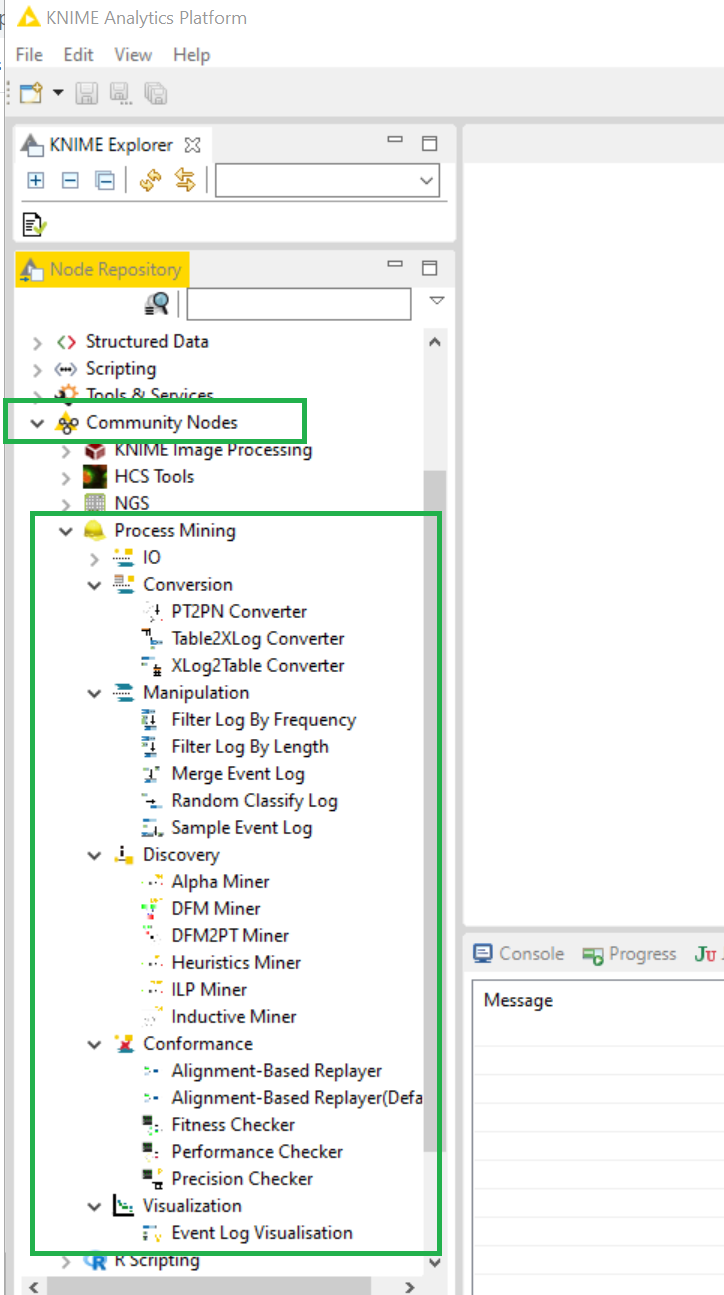 KNIME Analytics Platform
File Edit View Help
KNIME Explorer
Node Repository
Structured Data
Scripting
Tools & Services
Community Nodes
KNIME Image Processing
HCS Tools
NGS
Process Mining
IO
Conversion
PT2PN Converter
Table2XLog Converter
XLog2Table Converter
Manipulation
Filter Log By Frequency
Filter Log By Length
Merge Event Log
Random Classify Log
Sample Event Log
Discovery
Alpha Miner
DFM Miner
DFM2PT Miner
Heuristics Miner
ILP Miner
Inductive Miner
Conformance
Alignment-Based Replayer
Alignment-Based Replayer(Defa
Fitness Checker
Performance Checker
Precision Checker
Visualization
Event Log Visualisation
R Scripting
Console Progress Ju
Message